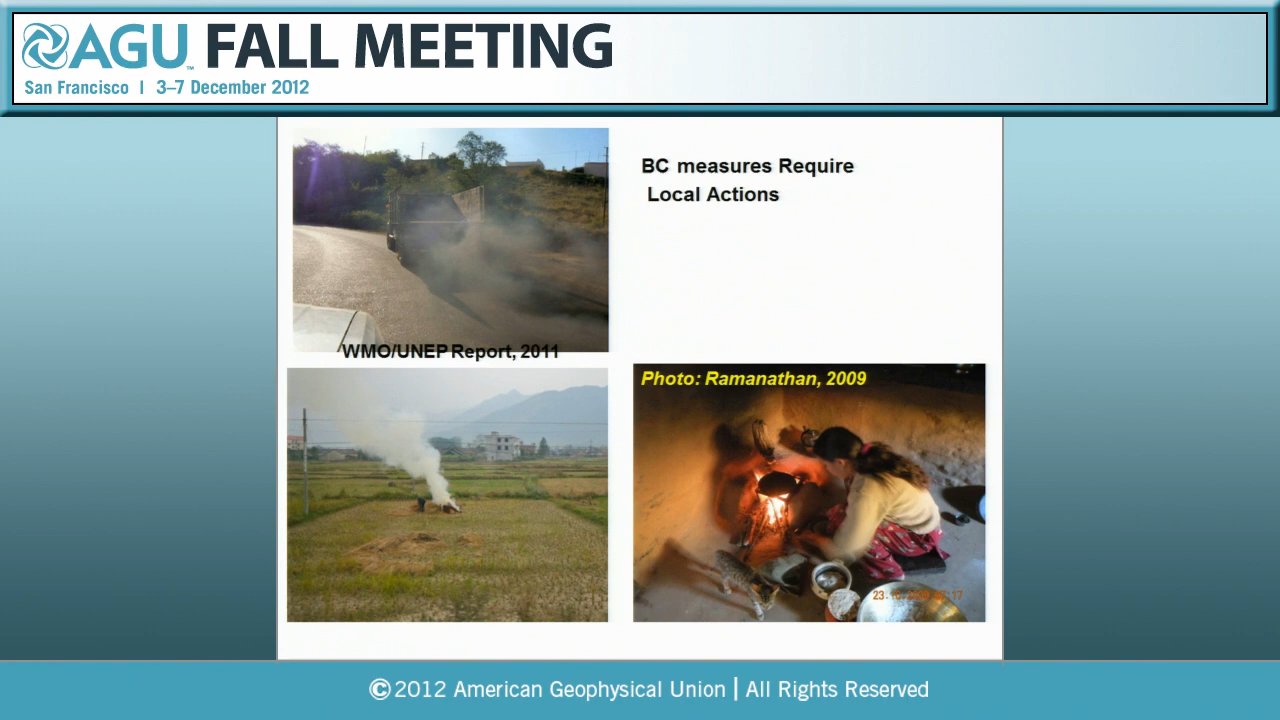 AGU FALL MEETING
San Francisco | 3–7 December 2012
BC measures Require
Local Actions
WMO/UNEP Report, 2011
Photo: Ramanathan, 2009
©2012 American Geophysical Union | All Rights Reserved